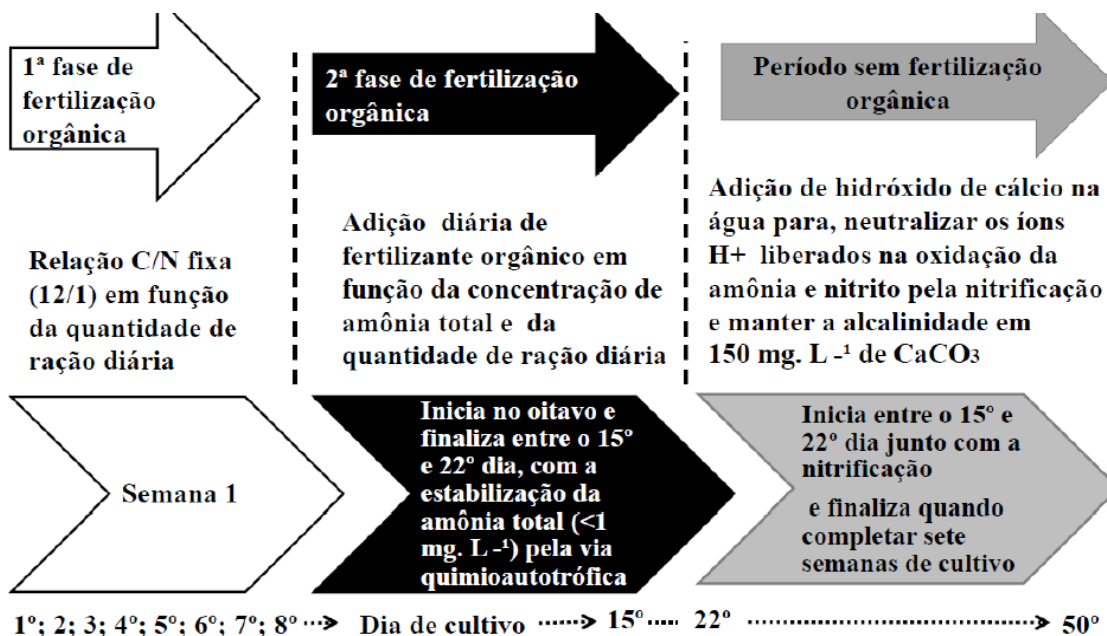 1ª fase de
fertilização
orgânica
2ª fase de fertilização
orgânica
Período sem fertilização
orgânica
Relação C/N fixa
(12/1) em função
da quantidade de
ração diária
Adição diária de
fertilizante orgânico em
função da concentração de
amônia total e da
quantidade de ração diária
Adição de hidróxido de cálcio na
água para, neutralizar os íons
H+ liberados na oxidação da
amônia e nitrito pela nitrificação
e manter a alcalinidade em
150 mg. L -¹ de CaCO₃
Semana 1
Inicia no oitavo e
finaliza entre o 15º
e 22º dia, com a
estabilização da
amônia total (<1
mg. L -¹) pela via
quimioautotrófica
Inicia entre o 15º e
22º dia junto com a
nitrificação
e finaliza quando
completar sete
semanas de cultivo
1º; 2; 3; 4º; 5º; 6º; 7º; 8º Dia de cultivo 15º 22º 50º